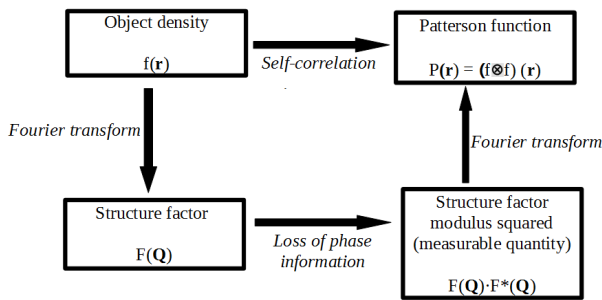 Object density
f(r)
Self-correlation
Patterson function
P(r) = (f⊗f) (r)
Fourier transform
Fourier transform
Structure factor
F(Q)
Loss of phase
information
Structure factor
modulus squared
(measurable quantity)
F(Q)·F*(Q)